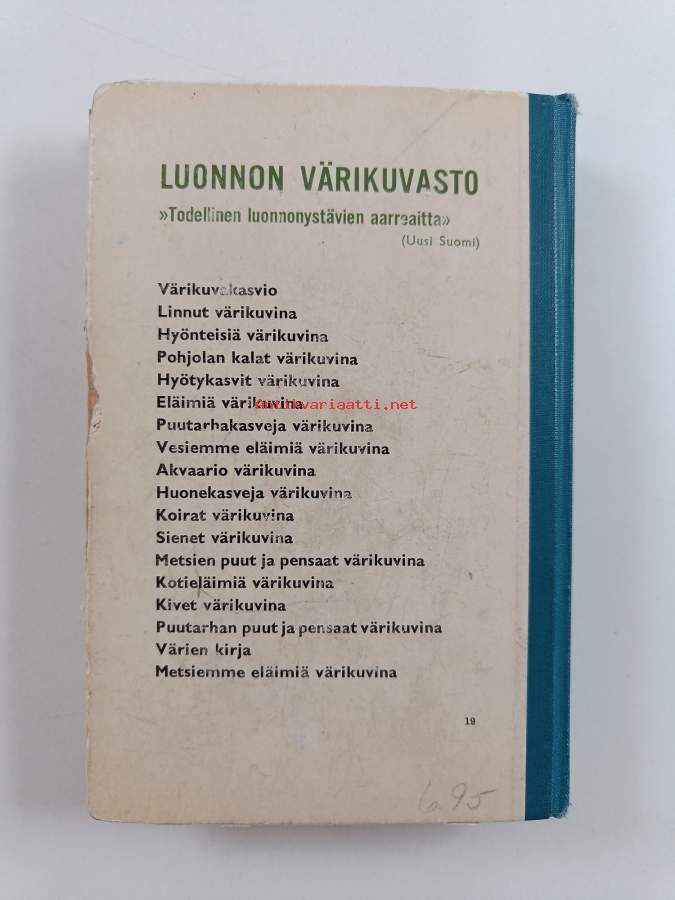 LUONNON VÄRIKUVASTO
»Todellinen luonnonystävien aarreaitta»
(Uusi Suomi)
Värikuvakasvio
Linnut värikuvina
Hyönteisiä värikuvina
Pohjolan kalat värikuvina
Hyötykasvit värikuvina
Eläimiä värikuvina
Antikvariaatti.net
Puutarhakasveja värikuvina
Vesiemme eläimiä värikuvina
Akvaario värikuvina
Huonekasveja värikuvina
Koirat värikuvina
Sienet värikuvina
Metsien puut ja pensaat värikuvina
Kotieläimiä värikuvina
Kivet värikuvina
Puutarhan puut ja pensaat värikuvina
Värien kirja
Metsiemme eläimiä värikuvina
19
6.95